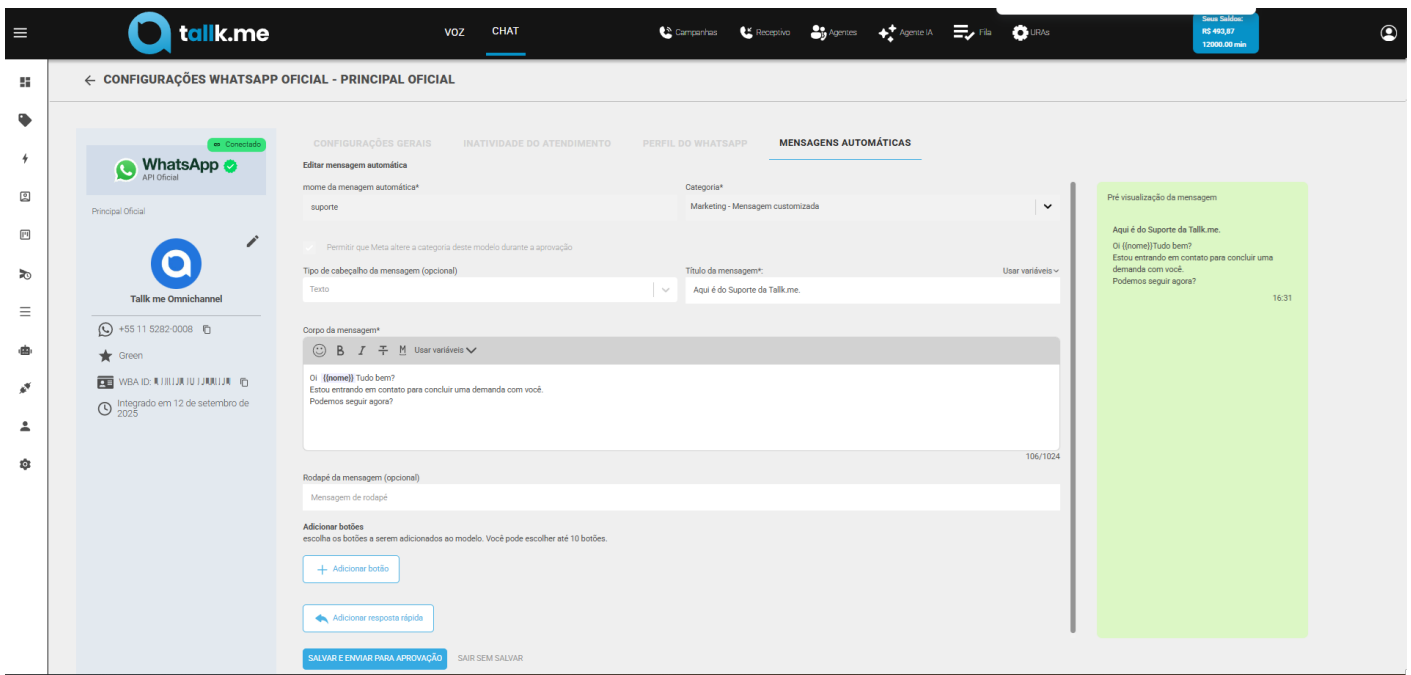 tallk.me
VOZ
CHAT
Campanhas
Receptivo
Agentes
Agente IA
Fila
URAs
Seus Saldos:
R$ 493,87
12000.00 min
CONFIGURAÇÕES WHATSAPP OFICIAL - PRINCIPAL OFICIAL
Conectado
WhatsApp
API Oficial
Principal Oficial
Tallk me Omnichannel
+55 11 5282-0008
Green
WBA ID:
Integrado em 12 de setembro de
2025
CONFIGURAÇÕES GERAIS
INATIVIDADE DO ATENDIMENTO
PERFIL DO WHATSAPP
MENSAGENS AUTOMÁTICAS
Editar mensagem automática
mome da menagem automática*
Categoria*
suporte
Marketing - Mensagem customizada
Permitir que Meta altere a categoria deste modelo durante a aprovação
Tipo de cabeçalho da mensagem (opcional)
Título da mensagem*:
Usar variáveis
Texto
Aqui é do Suporte da Tallk.me.
Corpo da mensagem*
B I T M Usar variáveis
Oi {{nome}} Tudo bem?
Estou entrando em contato para concluir uma demanda com você.
Podemos seguir agora?
106/1024
Rodapé da mensagem (opcional)
Mensagem de rodapé
Adicionar botões
escolha os botões a serem adicionados ao modelo. Você pode escolher até 10 botões.
Adicionar botão
Adicionar resposta rápida
SALVAR E ENVIAR PARA APROVAÇÃO
SAIR SEM SALVAR
Pré visualização da mensagem
Aqui é do Suporte da Tallk.me.
Oi {{nome}}Tudo bem?
Estou entrando em contato para concluir uma
demanda com você.
Podemos seguir agora?
16:31